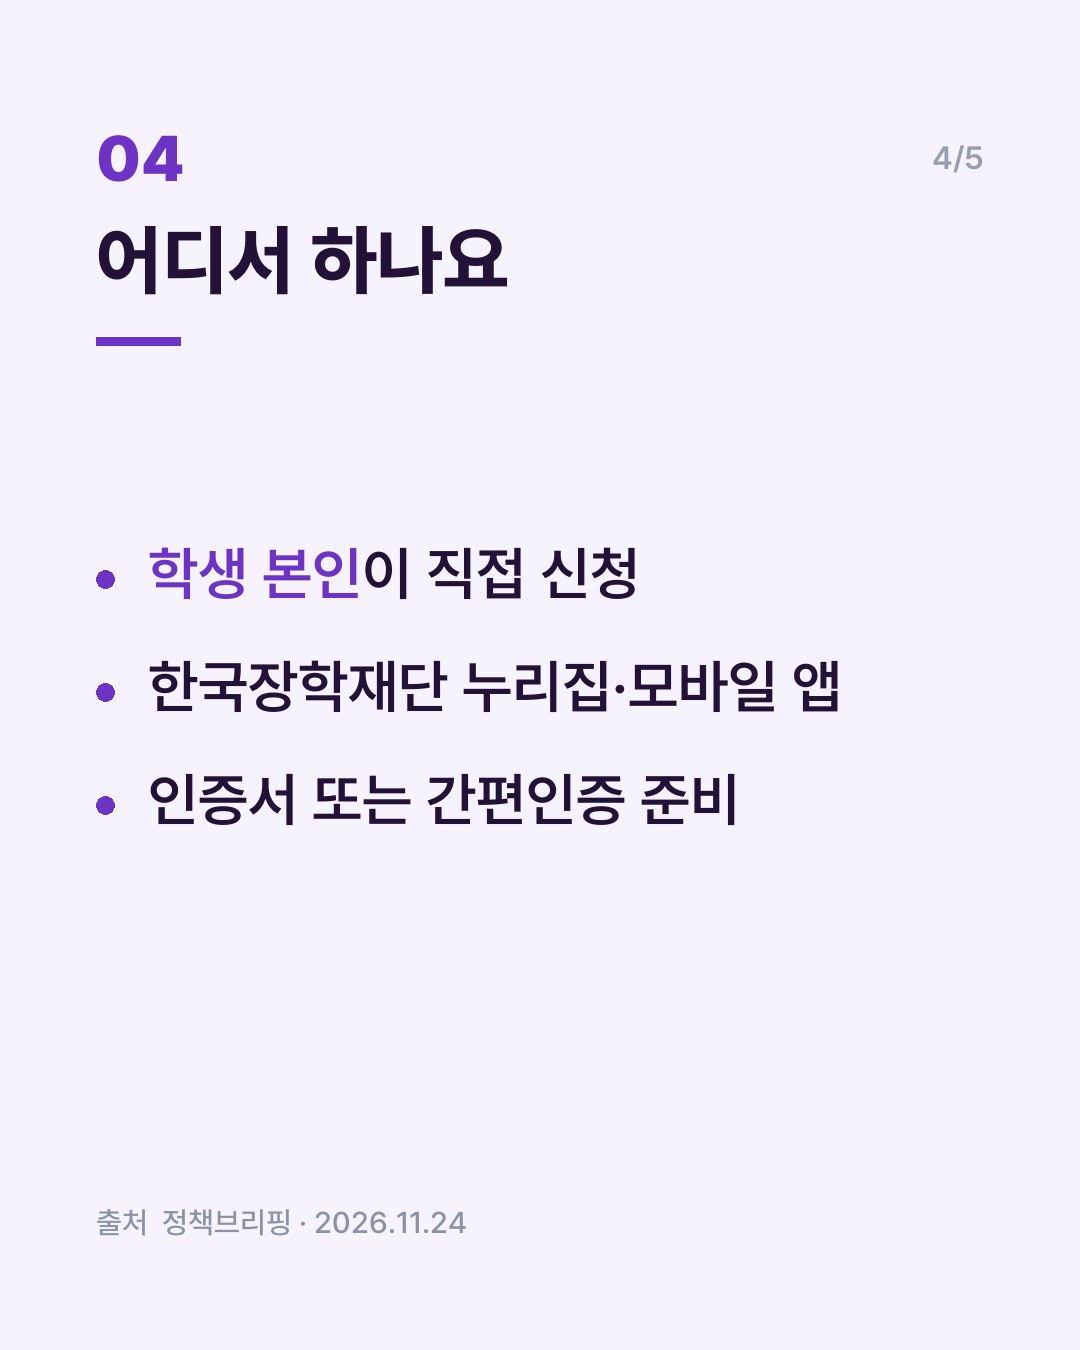 04
4/5
어디서 하나요
• 학생 본인이 직접 신청
• 한국장학재단 누리집·모바일 앱
• 인증서 또는 간편인증 준비
출처 정책브리핑 · 2026.11.24